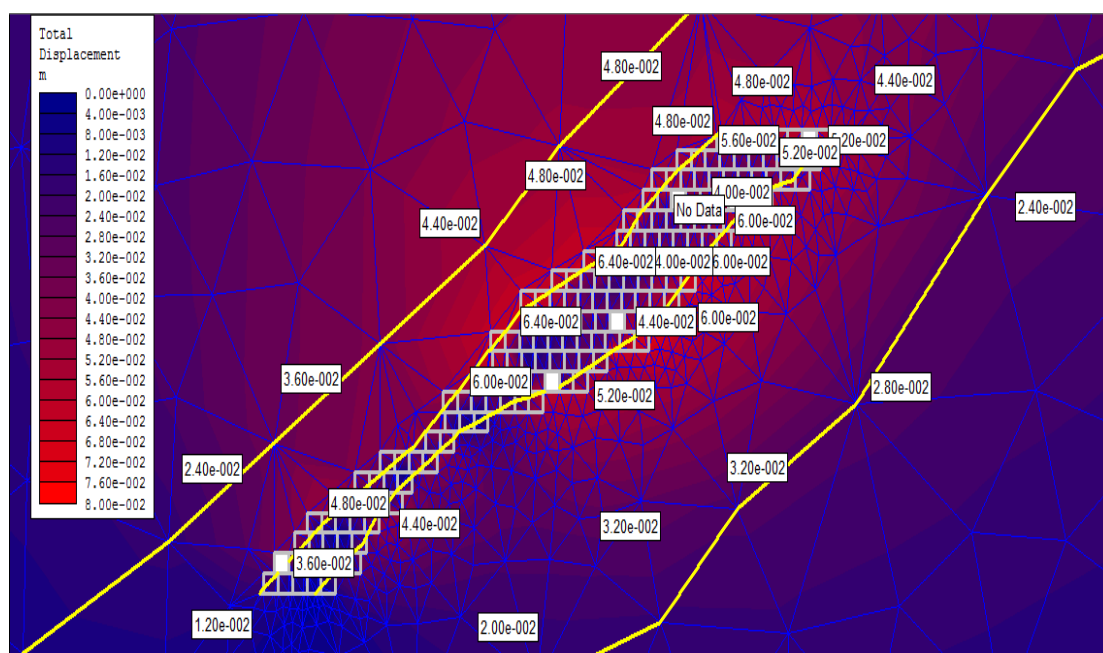 Total
Displacement
m
0.00e+000
4.00e-003
1.20e-002
1.60e-002
2.00e-002
2.40e-002
2.80e-002
3.60e-002
4.00e-002
4.40e-002
4.80e-002
5.20e-002
5.60e-002
6.00e-002
6.40e-002
6.80e-002
7.20e-002
7.60e-002
8.00e-002
4.80e-002
4.80e-002
4.40e-002
4.80e-002
5.60e-002
5.20e-002
5.20e-002
4.80e-002
4.00e-002
No Data
6.00e-002
2.40e-002
4.40e-002
6.40e-002
4.00e-002
6.00e-002
6.40e-002
4.40e-002
6.00e-002
3.60e-002
6.00e-002
5.20e-002
2.80e-002
2.40e-002
3.20e-002
4.80e-002
4.40e-002
3.20e-002
3.60e-002
1.20e-002
2.00e-002